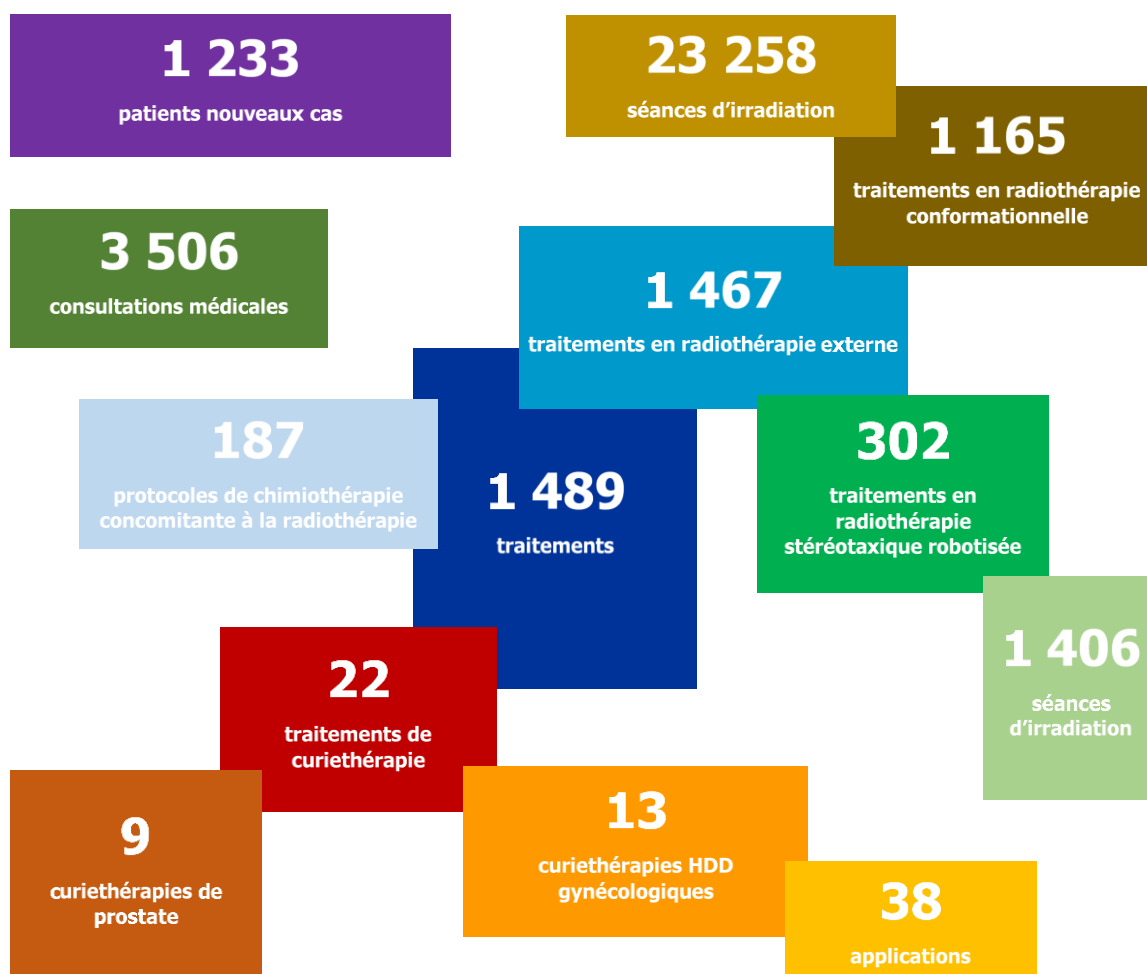 1 233
patients nouveaux cas
23 258
séances d’irradiation
1 165
traitements en radiothérapie
conformationnelle
3 506
consultations médicales
1 467
traitements en radiothérapie externe
187
protocoles de chimiothérapie
concomitante à la radiothérapie
1 489
traitements
302
traitements en
radiothérapie
stéréotaxique robotisée
1 406
séances
d’irradiation
22
traitements de
curiethérapie
9
curiethérapies de
prostate
13
curiethérapies HDD
gynécologiques
38
applications